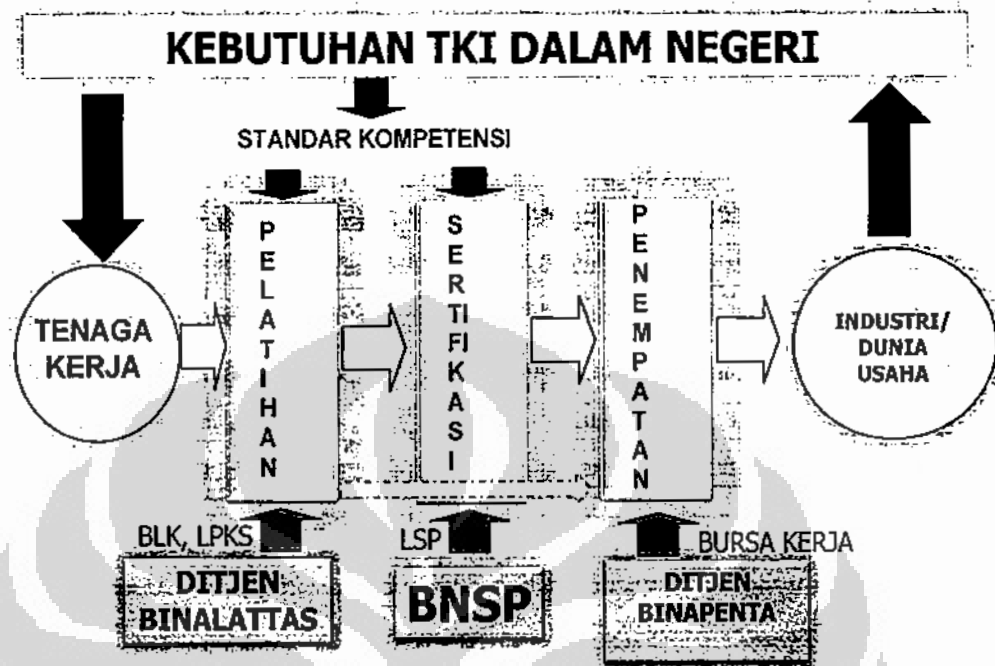 KEBUTUHAN TKI DALAM NEGERI
STANDAR KOMPETENSI
TENAGA
KERJA
PELATIHAN
SERTIFIKASI
PENEMPATAN
INDUSTRI/
DUNIA
USAHA
BLK, LPKS
LSP
BURSA KERJA
DITJEN
BINALATTAS
BNSP
DITJEN
BINAPENTA